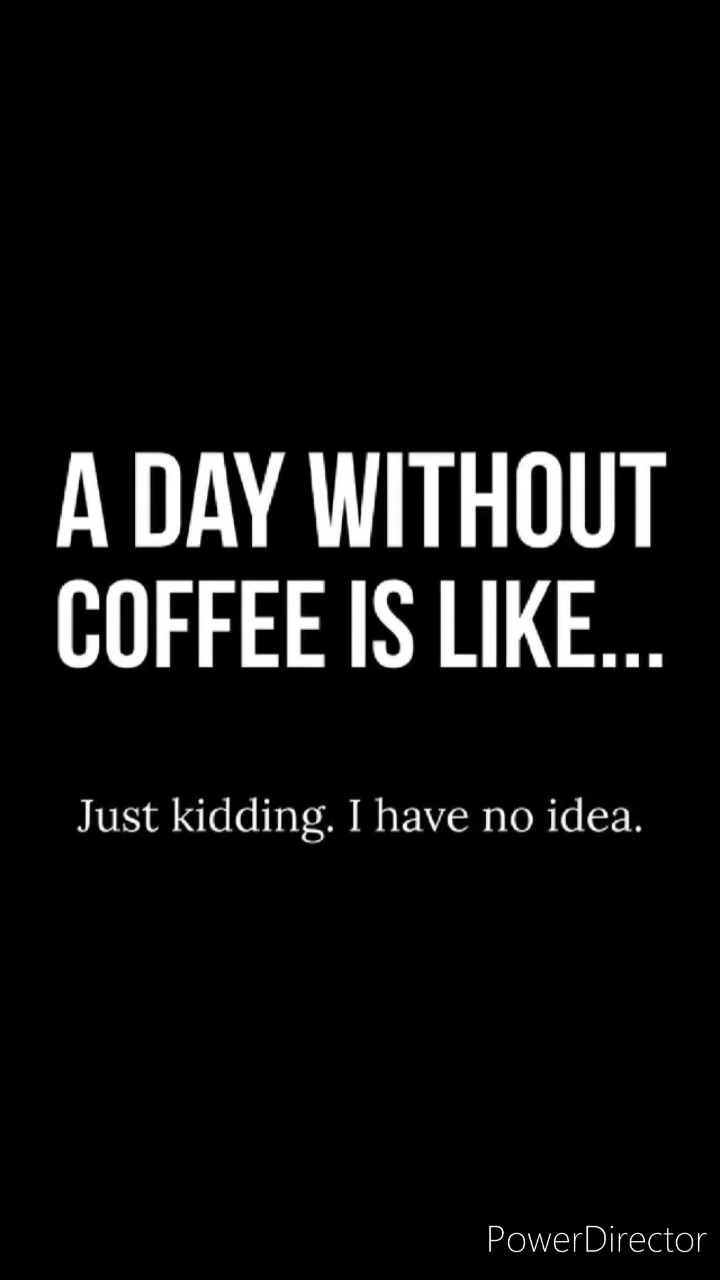 A DAY WITHOUT
COFFEE IS LIKE...
Just kidding. I have no idea.
PowerDirector